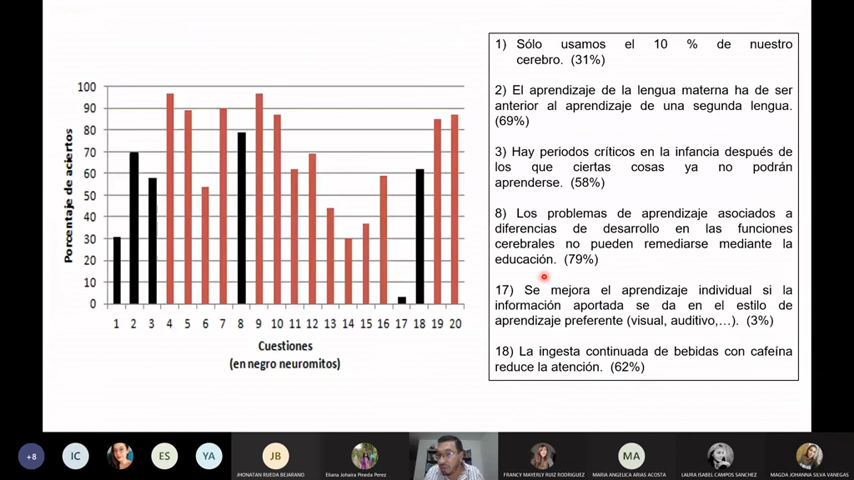 100
90
80
70
60
50
40
30
20
10
0
Porcentaje de aciertos
1 2 3 4 5 6 7 8 9 10 11 12 13 14 15 16 17 18 19 20
Cuestiones
(en negro neuromitos)
1) Sólo usamos el 10 % de nuestro
cerebro. (31%)
2) El aprendizaje de la lengua materna ha de ser
anterior al aprendizaje de una segunda lengua.
(69%)
3) Hay periodos críticos en la infancia después de
los que ciertas cosas ya no podrán
aprenderse. (58%)
8) Los problemas de aprendizaje asociados a
diferencias de desarrollo en las funciones
cerebrales no pueden remediarse mediante la
educación. (79%)
17) Se mejora el aprendizaje individual si la
información aportada se da en el estilo de
aprendizaje preferente (visual, auditivo,...). (3%)
18) La ingesta continuada de bebidas con cafeína
reduce la atención. (62%)
+8
IC
ES
YA
JB
MA
JHONATAN RUEDA BEJARANO
Eliana Johaira Pineda Perez
FRANCY MAYERLY RUIZ RODRIGUEZ
MARIA ANGELICA ARIAS ACOSTA
LAURA ISABEL CAMPOS SANCHEZ
MAGDA JOHANNA SILVA VANEGAS